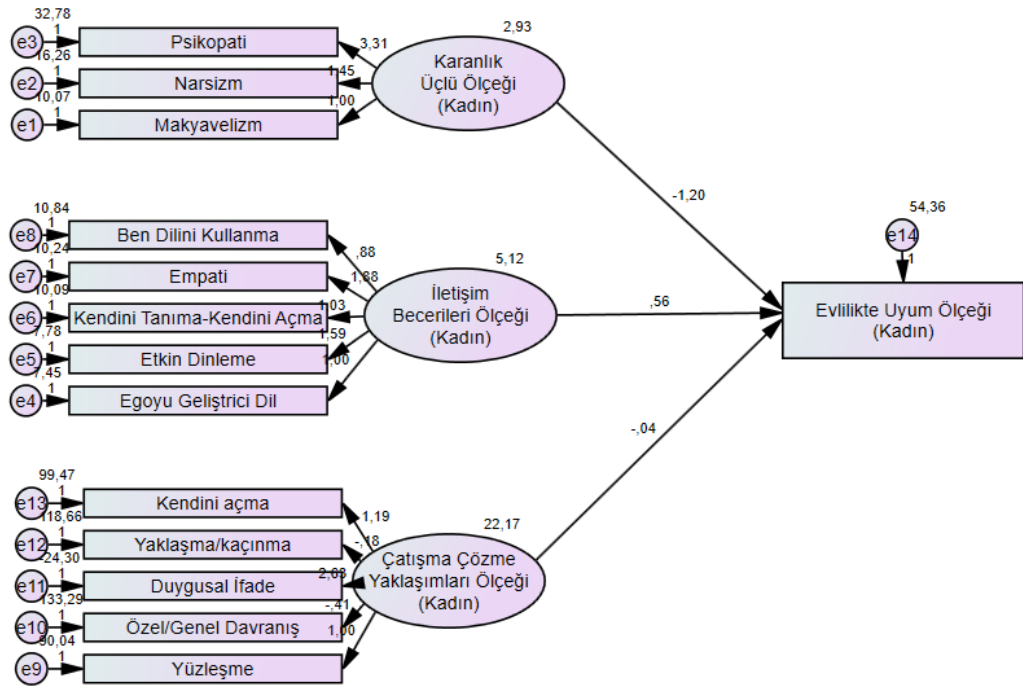 32,78
e3
1
Psikopati
3,31
2,93
16,26
e2
1
Narsizm
1,45
Karanlık
Üçlü Ölçeği
(Kadın)
10,07
e1
1
Makyavelizm
1,00
-1,20
54,36
e14
1
10,84
e8
1
Ben Dilini Kullanma
,88
5,12
10,24
e7
1
Empati
1,88
İletişim
Becerileri Ölçeği
(Kadın)
,56
Evlilikte Uyum Ölçeği
(Kadın)
10,09
e6
1
Kendini Tanıma-Kendini Açma
1,03
7,78
e5
1
Etkin Dinleme
1,59
7,45
e4
1
Egoyu Geliştrici Dil
1,00
-,04
99,47
e13
1
Kendini açma
1,19
22,17
118,66
e12
1
Yaklaşma/kaçınma
-,18
Çatışma Çözme
Yaklaşımları Ölçeği
(Kadın)
-24,30
e11
1
Duygusal İfade
2,63
133,29
e10
1
Özel/Genel Davranış
-,41
90,04
e9
1
Yüzleşme
1,00